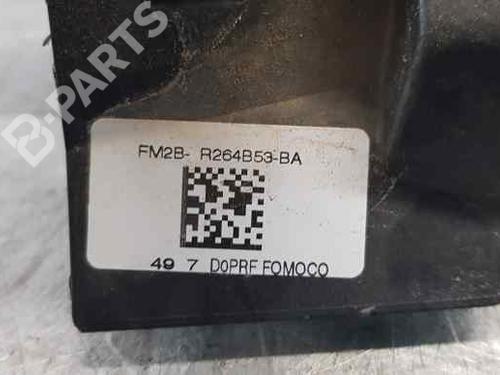 B-PARTS
FM2B- R264B53-BA
49 7 D0PRF FOMOCO